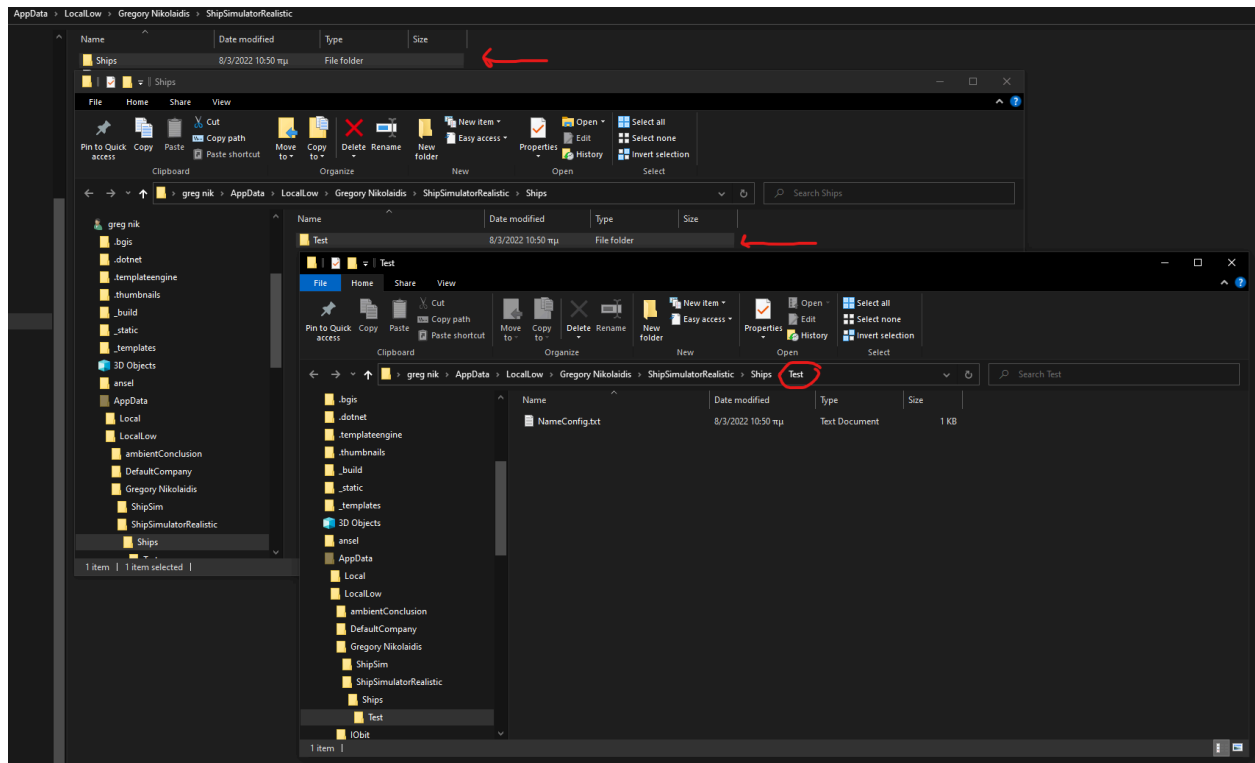 AppData > LocalLow > Gregory Nikolaidis > ShipSimulatorRealistic
Name Date modified Type Size
Ships 8/3/2022 10:50 πμ File folder
Ships
File Home Share View
Pin to Quick access Copy Paste Cut Copy path Paste shortcut Move to Copy to Delete Rename New folder New item Easy access Properties Open Edit History Select all Select none Invert selection
Clipboard Organize New Open Select
greg nik > AppData > LocalLow > Gregory Nikolaidis > ShipSimulatorRealistic > Ships Search Ships
Name Date modified Type Size
Test 8/3/2022 10:50 πμ File folder
greg nik
.bgis
.dotnet
.templateengine
.thumbnails
_build
_static
_templates
3D Objects
ansel
AppData
Local
LocalLow
ambientConclusion
DefaultCompany
Gregory Nikolaidis
ShipSim
ShipSimulatorRealistic
Ships
1 item 1 item selected
Test
File Home Share View
Pin to Quick access Copy Paste Cut Copy path Paste shortcut Move to Copy to Delete Rename New folder New item Easy access Properties Open Edit History Select all Select none Invert selection
Clipboard Organize New Open Select
greg nik > AppData > LocalLow > Gregory Nikolaidis > ShipSimulatorRealistic > Ships Test Search Test
Name Date modified Type Size
NameConfig.txt 8/3/2022 10:50 πμ Text Document 1 KB
.bgis
.dotnet
.templateengine
.thumbnails
_build
_static
_templates
3D Objects
ansel
AppData
Local
LocalLow
ambientConclusion
DefaultCompany
Gregory Nikolaidis
ShipSim
ShipSimulatorRealistic
Ships
Test
IObit
1 item